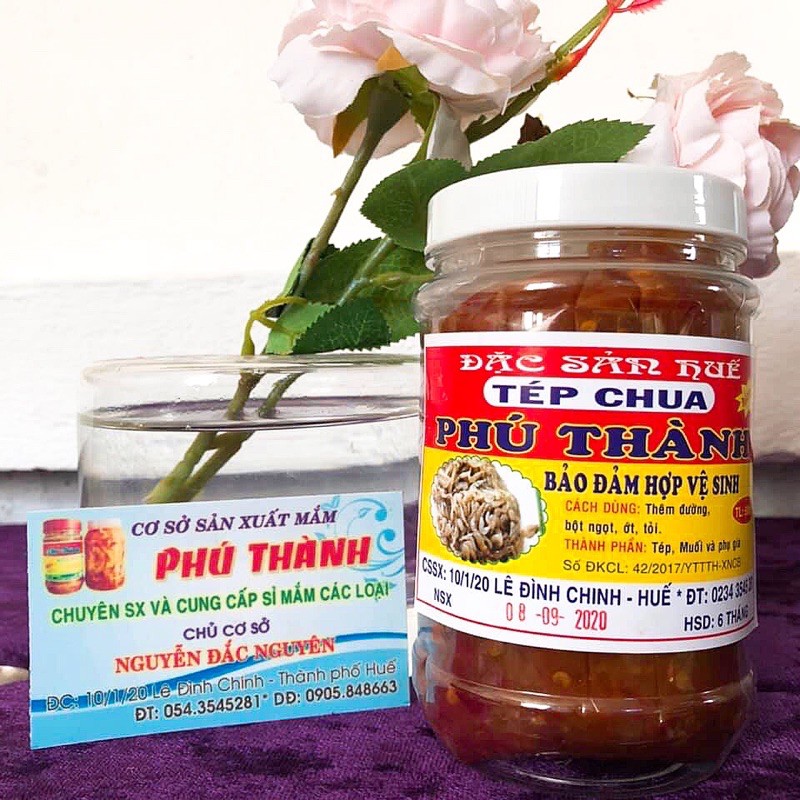 ĐẶC SẢN HUẾ
TÉP CHUA
PHÚ THÀNH
BẢO ĐẢM HỢP VỆ SINH
CÁCH DÙNG: Thêm đường,
bột ngọt, ớt, tỏi.
THÀNH PHẦN: Tép, Muối và phụ gia
Số ĐKCL: 42/2017/YTTTH-XNCB
CSSX: 10/1/20 LÊ ĐÌNH CHINH - HUẾ * ĐT: 0234 3545
NSX 08 -09- 2020
HSD: 6 THÁNG
CƠ SỞ SẢN XUẤT MẮM
PHÚ THÀNH
CHUYÊN SX VÀ CUNG CẤP SỈ MẮM CÁC LOẠI
CHỦ CƠ SỞ
NGUYỄN ĐẮC NGUYÊN
ĐC: 10/1/20 Lê Đình Chinh - Thành phố Huế
ĐT: 054.3545281* DĐ: 0905.848663